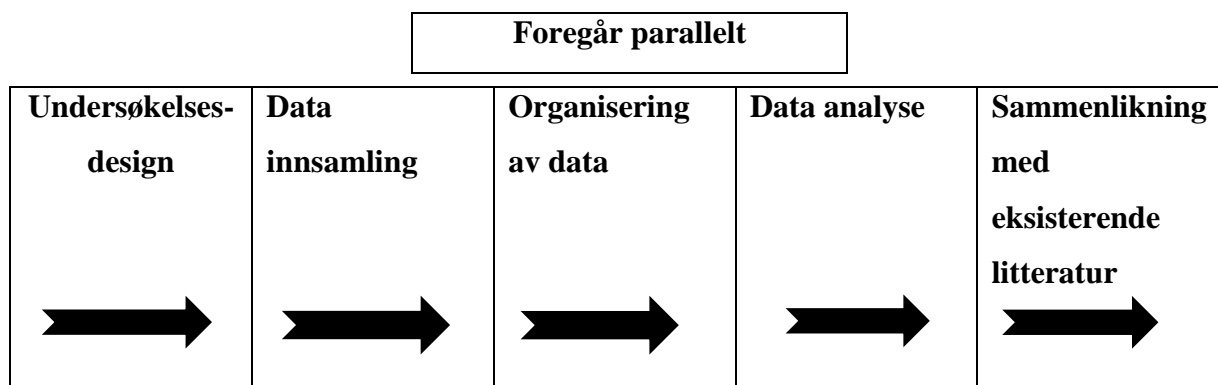 Foregår parallelt
Undersøkelses-
design
Data
innsamling
Organisering
av data
Data analyse
Sammenlikning
med
eksisterende
litteratur